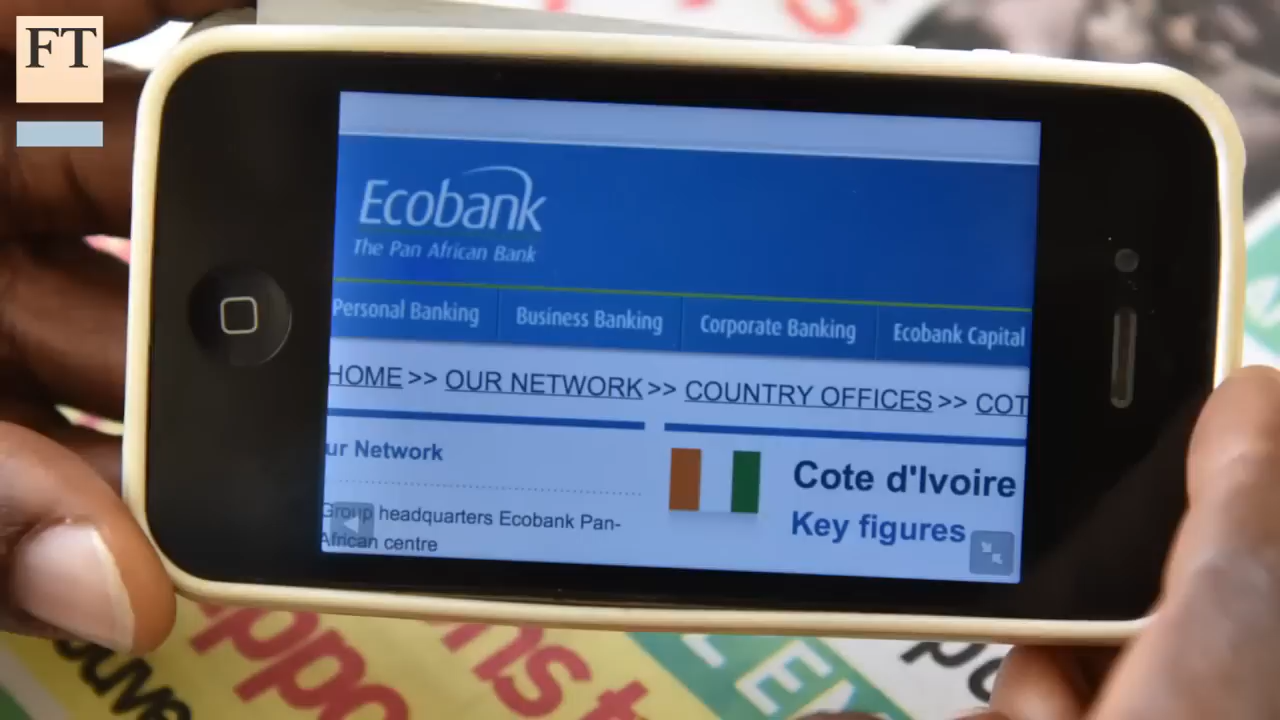 FT
Ecobank
The Pan African Bank
Personal Banking
Business Banking
Corporate Banking
Ecobank Capital
HOME >> OUR NETWORK >> COUNTRY OFFICES >> COT
ur Network
Cote d'Ivoire
Key figures
Group headquarters Ecobank Pan-
African centre